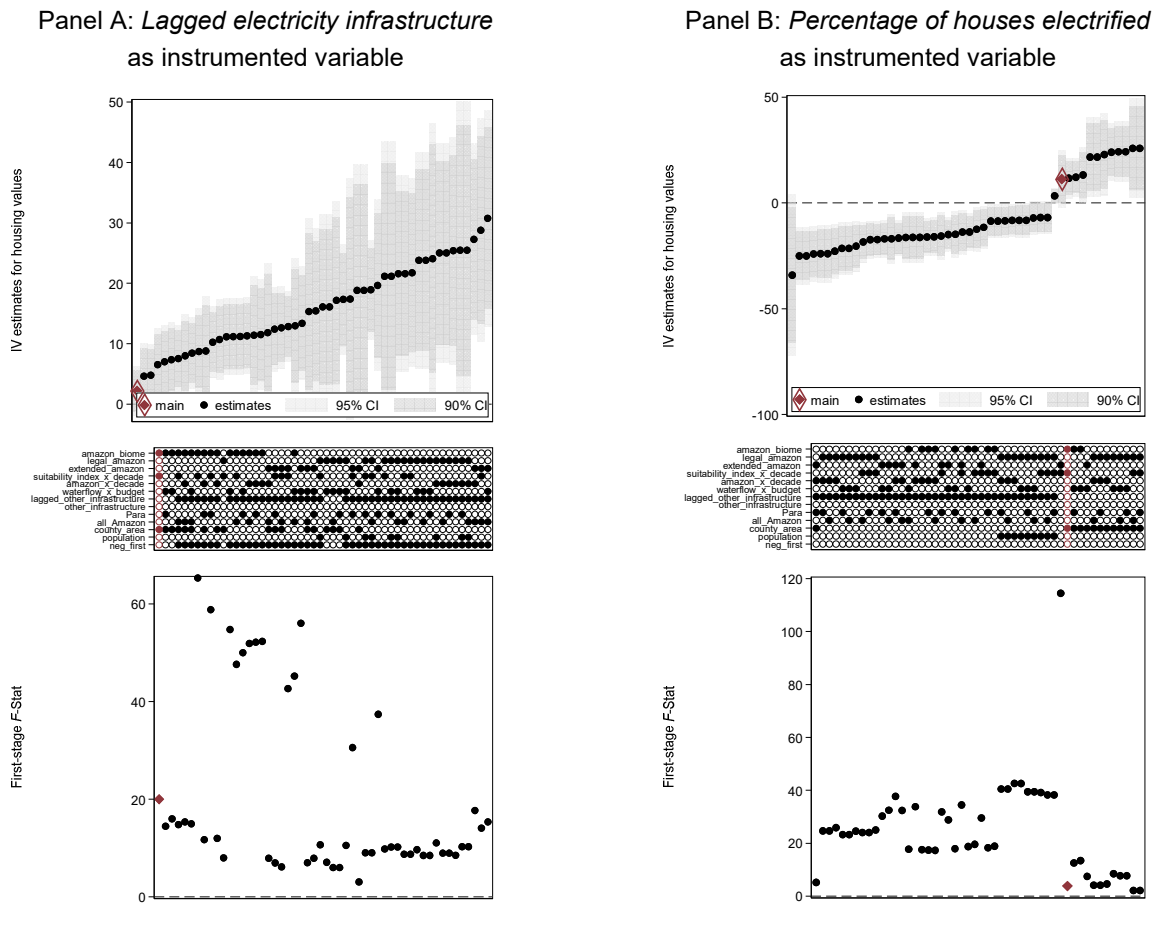 Panel A: Lagged electricity infrastructure
as instrumented variable
50
40
30
20
10
0
IV estimates for housing values
main
estimates
95% CI
90% CI
amazon_biome
legal_amazon
extended_amazon
suitability_index_x_decade
amazon_x_decade
waterflow_x_budget
lagged_other_infrastructure
other_infrastructure
Para
all_Amazon
county_area
population
neg_first
60
40
20
0
First-stage F-Stat
Panel B: Percentage of houses electrified
as instrumented variable
50
0
-50
-100
IV estimates for housing values
main
estimates
95% CI
90% CI
amazon_biome
legal_amazon
extended_amazon
suitability_index_x_decade
amazon_x_decade
waterflow_x_budget
lagged_other_infrastructure
other_infrastructure
Para
all_Amazon
county_area
population
neg_first
120
100
80
60
40
20
0
First-stage F-Stat